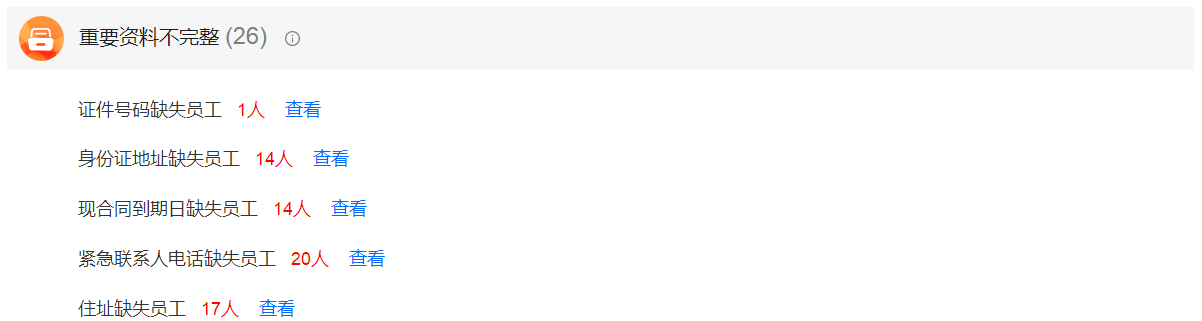 重要资料不完整 (26)
证件号码缺失员工 1人 查看
身份证地址缺失员工 14人 查看
现合同到期日缺失员工 14人 查看
紧急联系人电话缺失员工 20人 查看
住址缺失员工 17人 查看